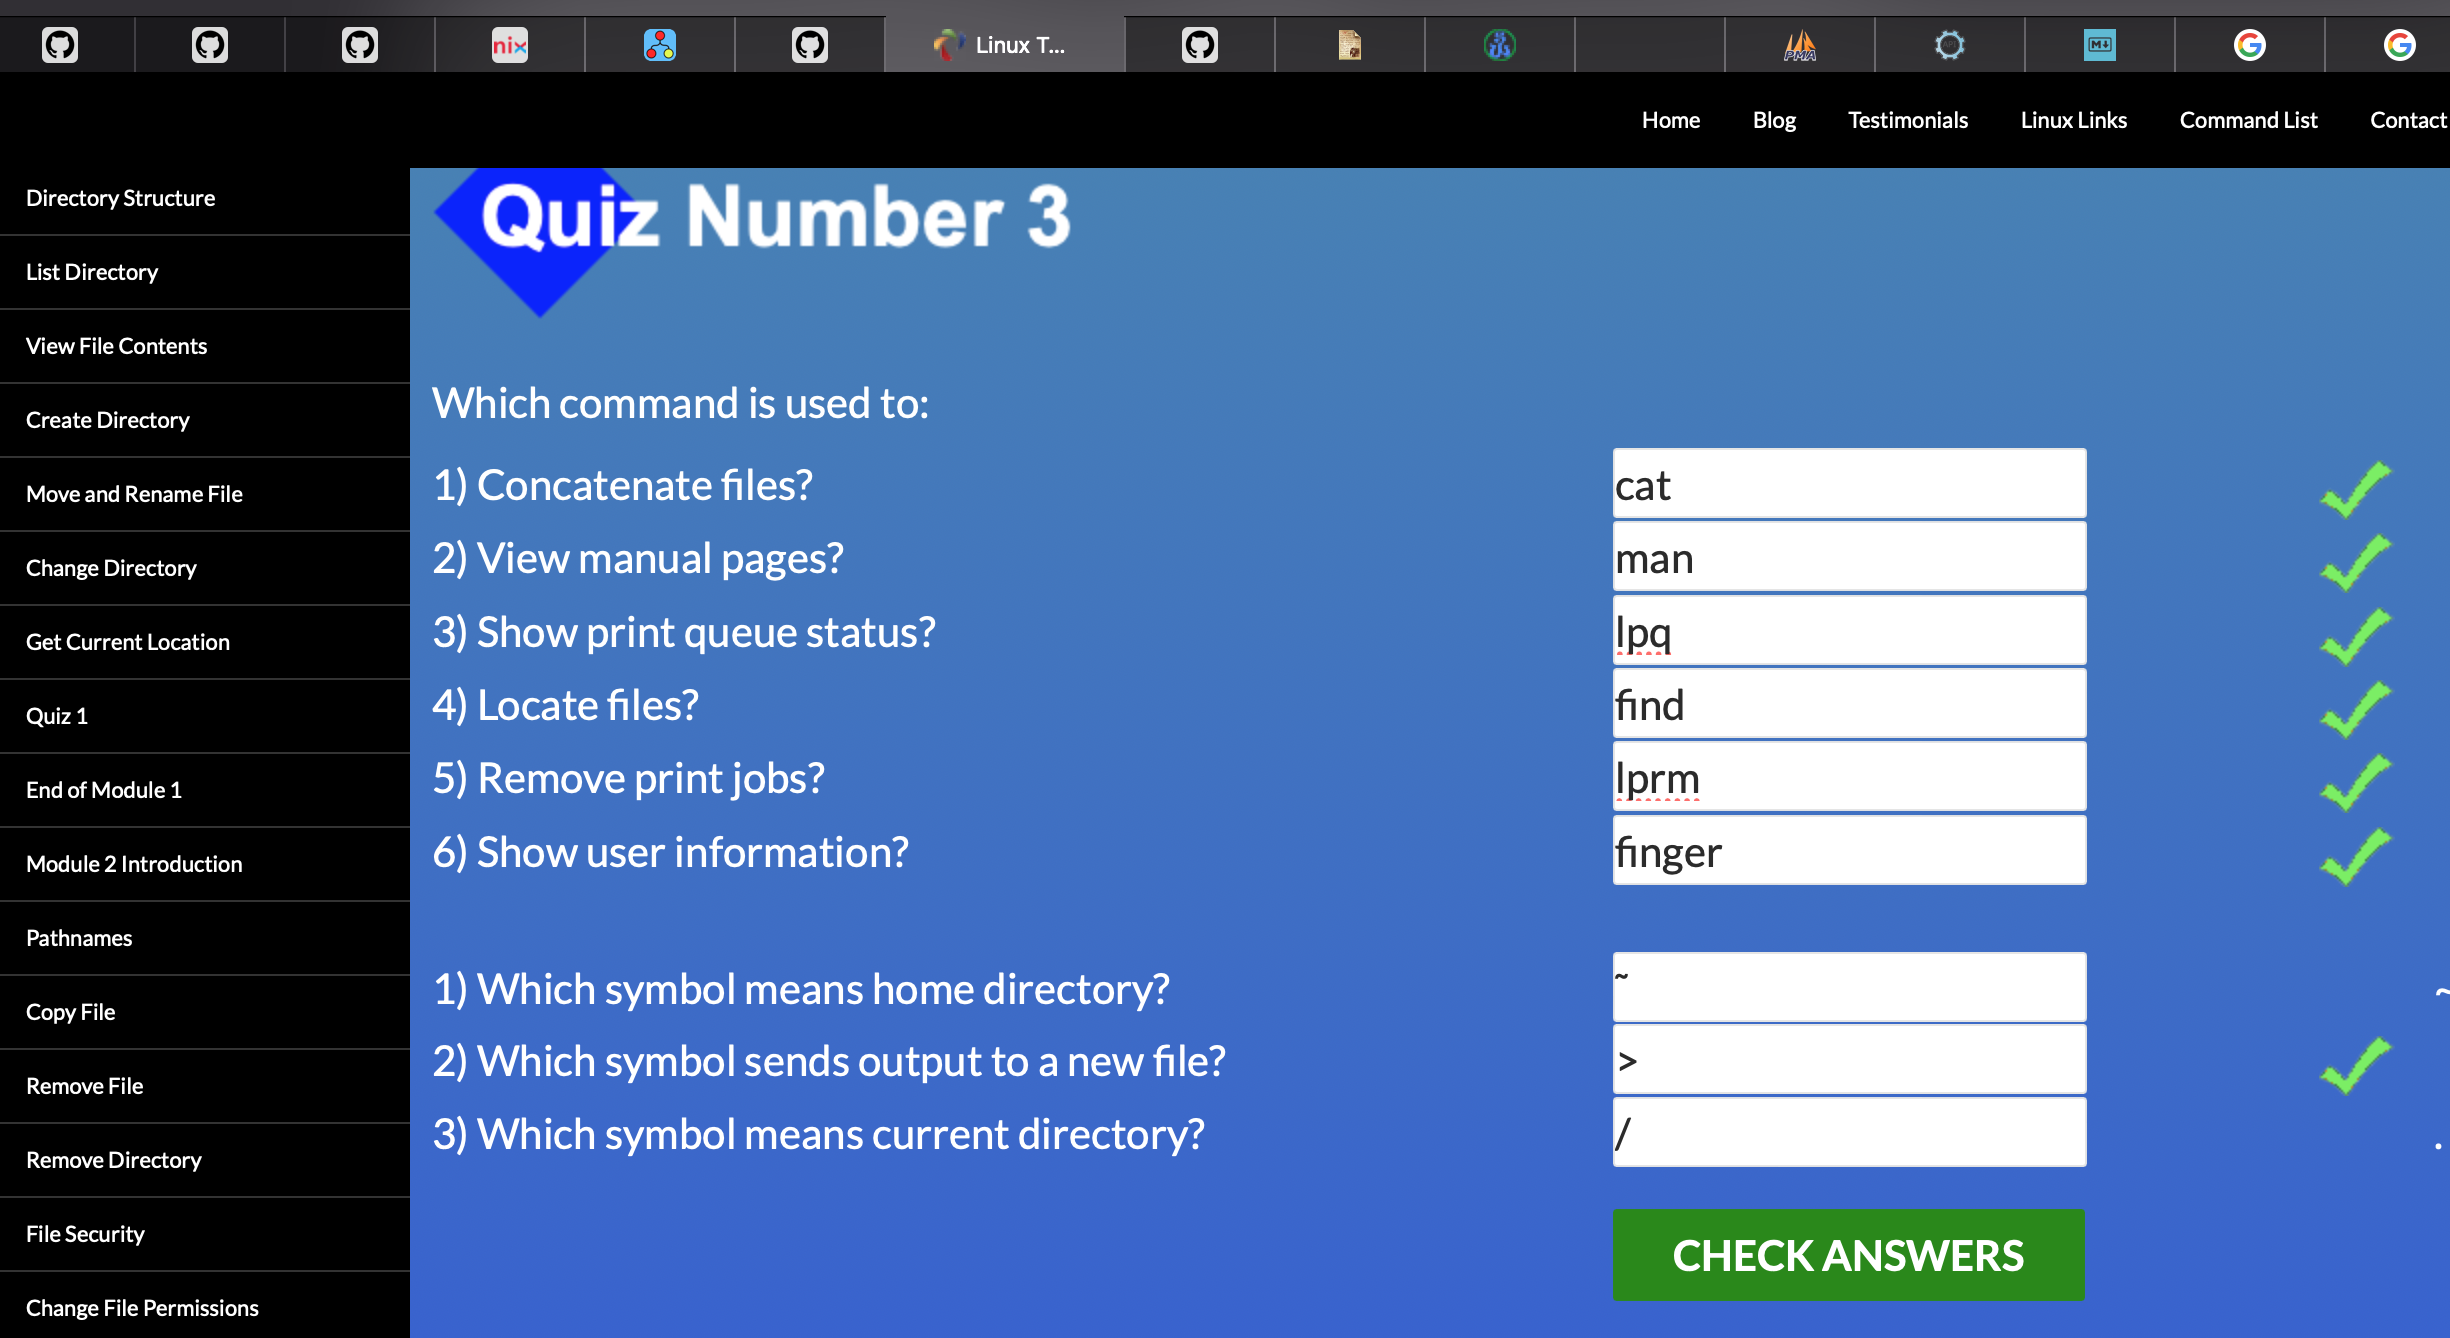 nix
Linux T...
PMA
M
Home Blog Testimonials Linux Links Command List Contact
Directory Structure
List Directory
View File Contents
Create Directory
Move and Rename File
Change Directory
Get Current Location
Quiz 1
End of Module 1
Module 2 Introduction
Pathnames
Copy File
Remove File
Remove Directory
File Security
Change File Permissions
Quiz Number 3
Which command is used to:
1) Concatenate files? cat
2) View manual pages? man
3) Show print queue status? lpq
4) Locate files? find
5) Remove print jobs? lprm
6) Show user information? finger
1) Which symbol means home directory? ˜ ~
2) Which symbol sends output to a new file? >
3) Which symbol means current directory? / .
CHECK ANSWERS